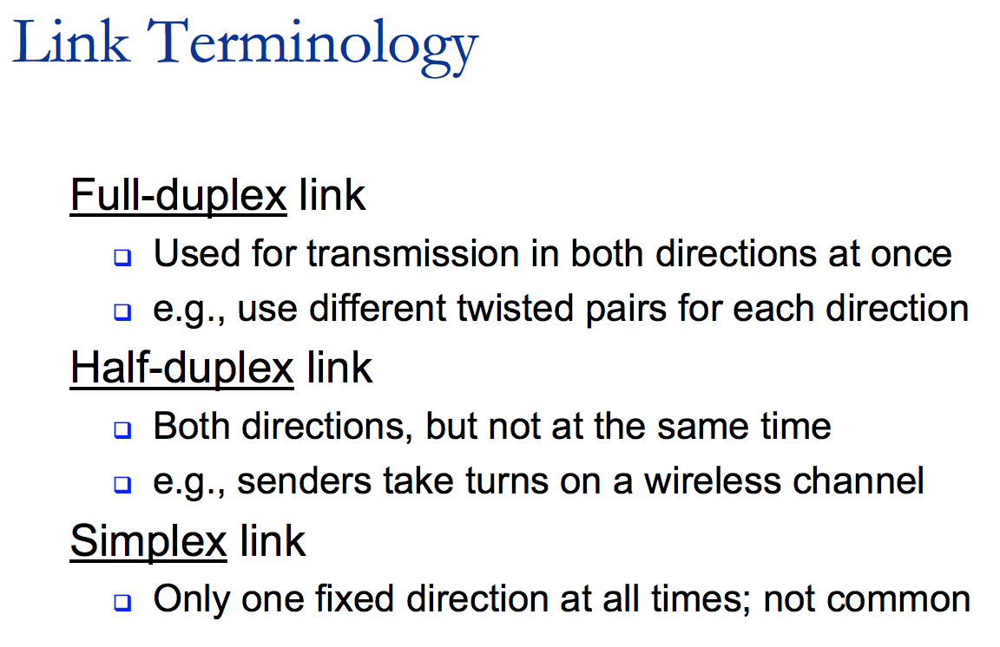 Link Terminology
Full-duplex link
❑ Used for transmission in both directions at once
❑ e.g., use different twisted pairs for each direction
Half-duplex link
❑ Both directions, but not at the same time
❑ e.g., senders take turns on a wireless channel
Simplex link
❑ Only one fixed direction at all times; not common